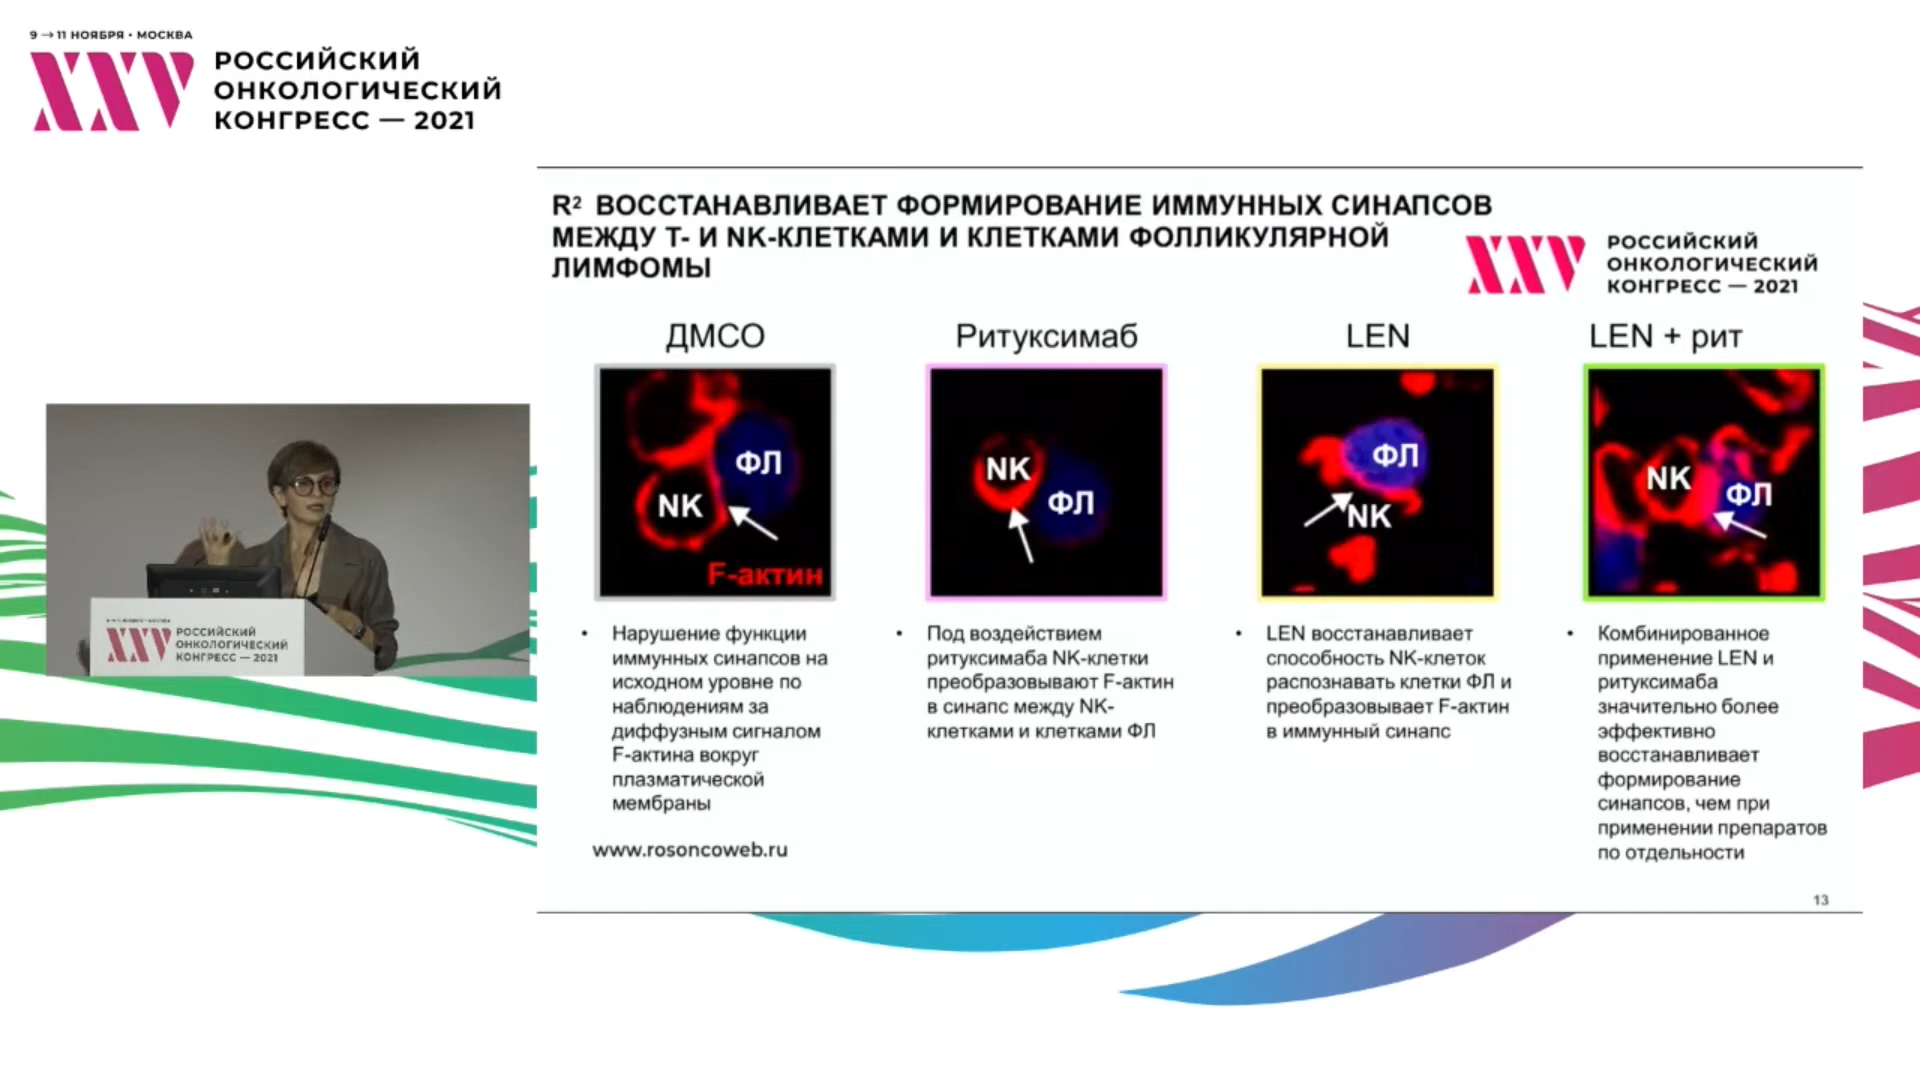 9 → 11 НОЯБРЯ • МОСКВА
XXV
РОССИЙСКИЙ
ОНКОЛОГИЧЕСКИЙ
КОНГРЕСС — 2021
R² ВОССТАНАВЛИВАЕТ ФОРМИРОВАНИЕ ИММУННЫХ СИНАПСОВ
МЕЖДУ Т- И NK-КЛЕТКАМИ И КЛЕТКАМИ ФОЛЛИКУЛЯРНОЙ
ЛИМФОМЫ
XXV
РОССИЙСКИЙ
ОНКОЛОГИЧЕСКИЙ
КОНГРЕСС — 2021
ДМСО
ФЛ
NK
F-актин
• Нарушение функции
иммунных синапсов на
исходном уровне по
наблюдениям за
диффузным сигналом
F-актина вокруг
плазматической
мембраны
Ритуксимаб
NK
ФЛ
• Под воздействием
ритуксимаба NK-клетки
преобразовывают F-актин
в синапс между NK-
клетками и клетками ФЛ
LEN
ФЛ
NK
• LEN восстанавливает
способность NK-клеток
распознавать клетки ФЛ и
преобразовывает F-актин
в иммунный синапс
LEN + рит
NK
ФЛ
• Комбинированное
применение LEN и
ритуксимаба
значительно более
эффективно
восстанавливает
формирование
синапсов, чем при
применении препаратов
по отдельности
www.rosoncoweb.ru
13
XXV
РОССИЙСКИЙ
ОНКОЛОГИЧЕСКИЙ
КОНГРЕСС — 2021